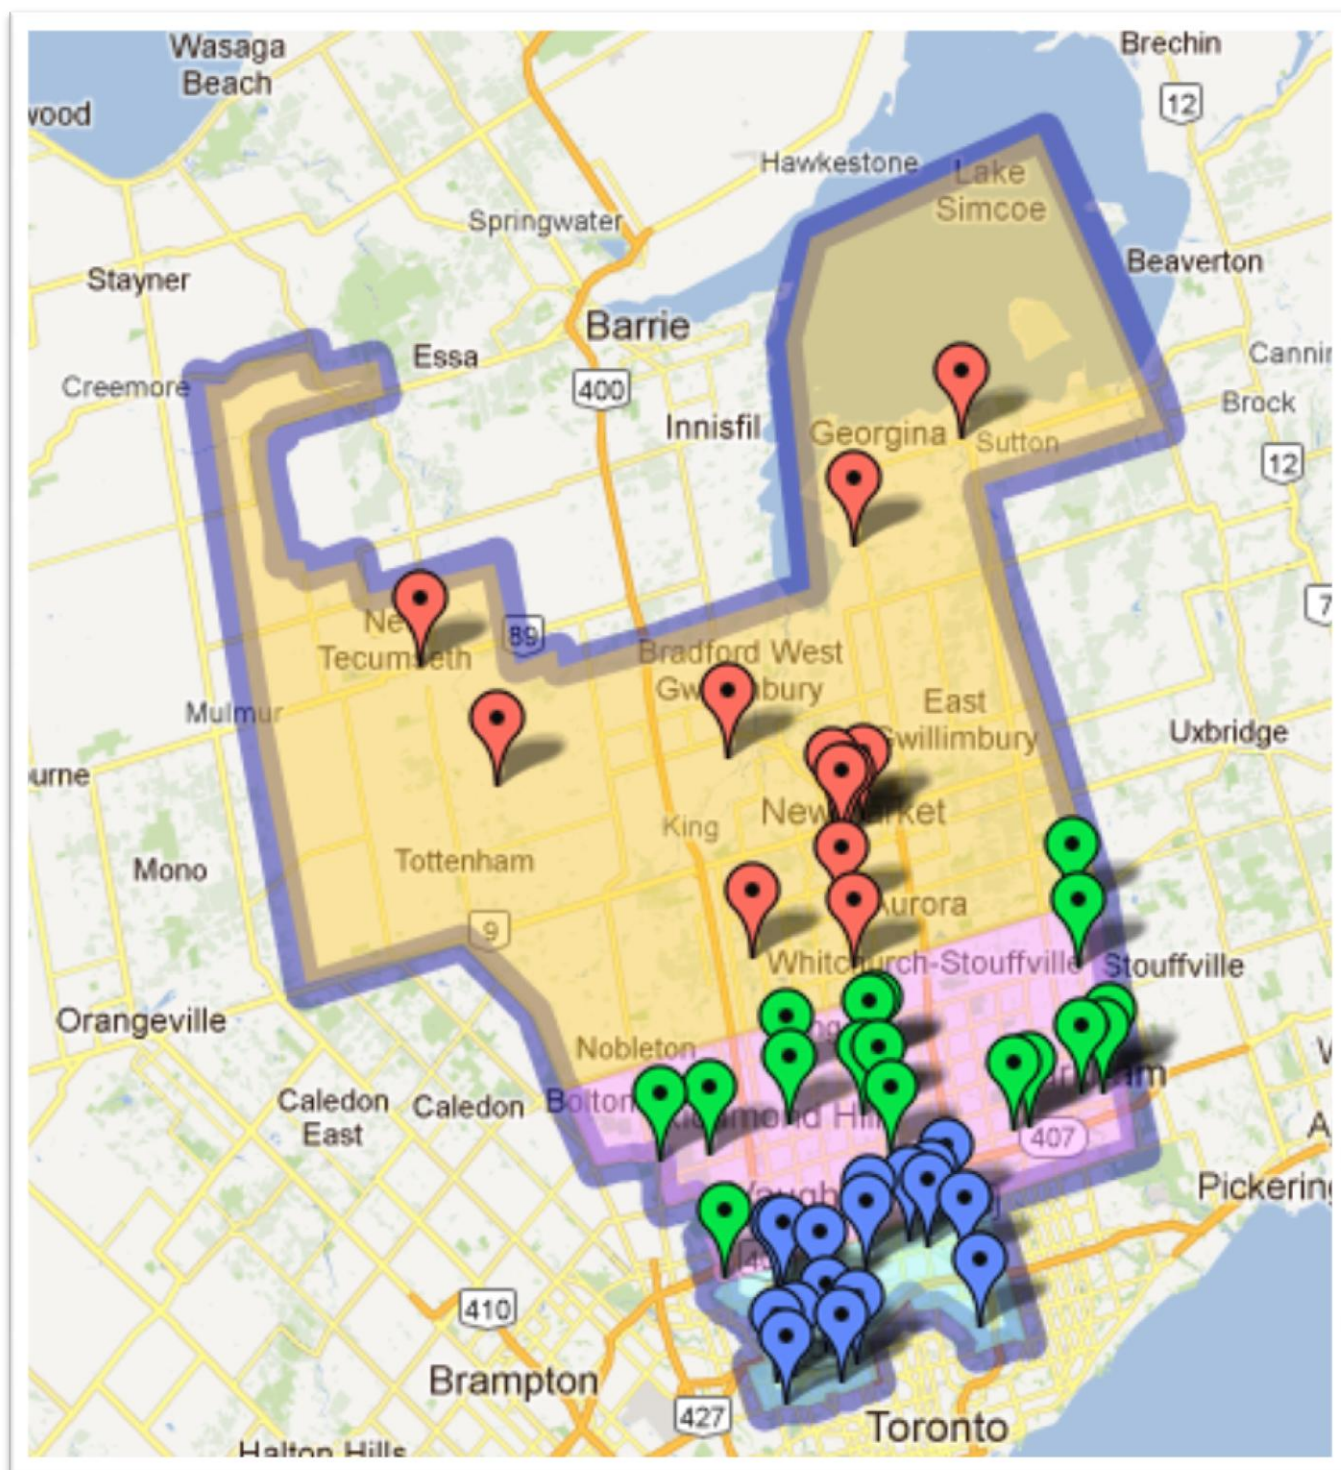 Wasaga
Beach
Brechin
12
wood
Hawkestone
Lake
Simcoe
Springwater
Stayner
Beaverton
Barrie
Essa
Creemore
400
Innisfil
Brock
Georgina
Sutton
12
7
89
Tecumseth
Bradford West
Mulmur
East
Gwillimbury
Uxbridge
urne
King
Tottenham
Mono
Aurora
9
Whitchurch-Stouffville
Stouffville
Orangeville
Nobleton
Caledon
East
Caledon
Bolton
407
Pickering
410
Brampton
427
Toronto
Halton Hills